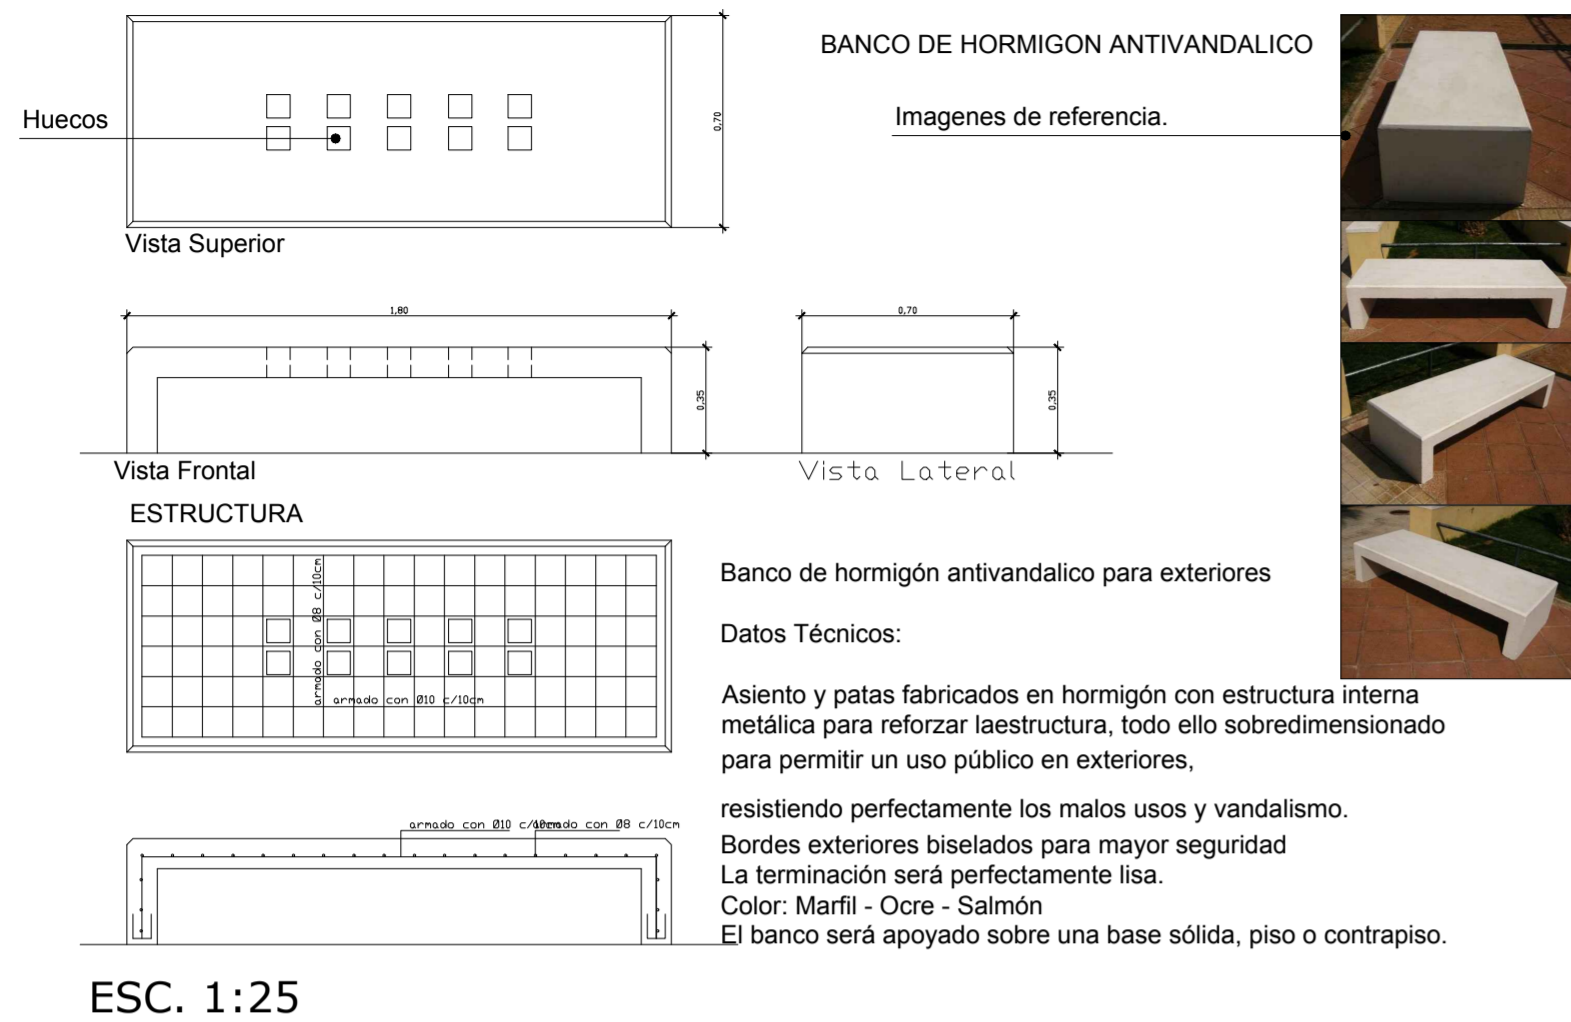 BANCO DE HORMIGON ANTIVANDALICO
Imagenes de referencia.
Huecos
0,70
Vista Superior
1,80
0,70
0,35
0,35
Vista Frontal
Vista Lateral
ESTRUCTURA
armado con Ø8 c/10cm
armado con Ø10 c/10cm
Banco de hormigón antivandalico para exteriores
Datos Técnicos:
Asiento y patas fabricados en hormigón con estructura interna
metálica para reforzar laestructura, todo ello sobredimensionado
para permitir un uso público en exteriores,
resistiendo perfectamente los malos usos y vandalismo.
Bordes exteriores biselados para mayor seguridad
La terminación será perfectamente lisa.
Color: Marfil - Ocre - Salmón
El banco será apoyado sobre una base sólida, piso o contrapiso.
armado con Ø10 c/10cm
armado con Ø8 c/10cm
ESC. 1:25